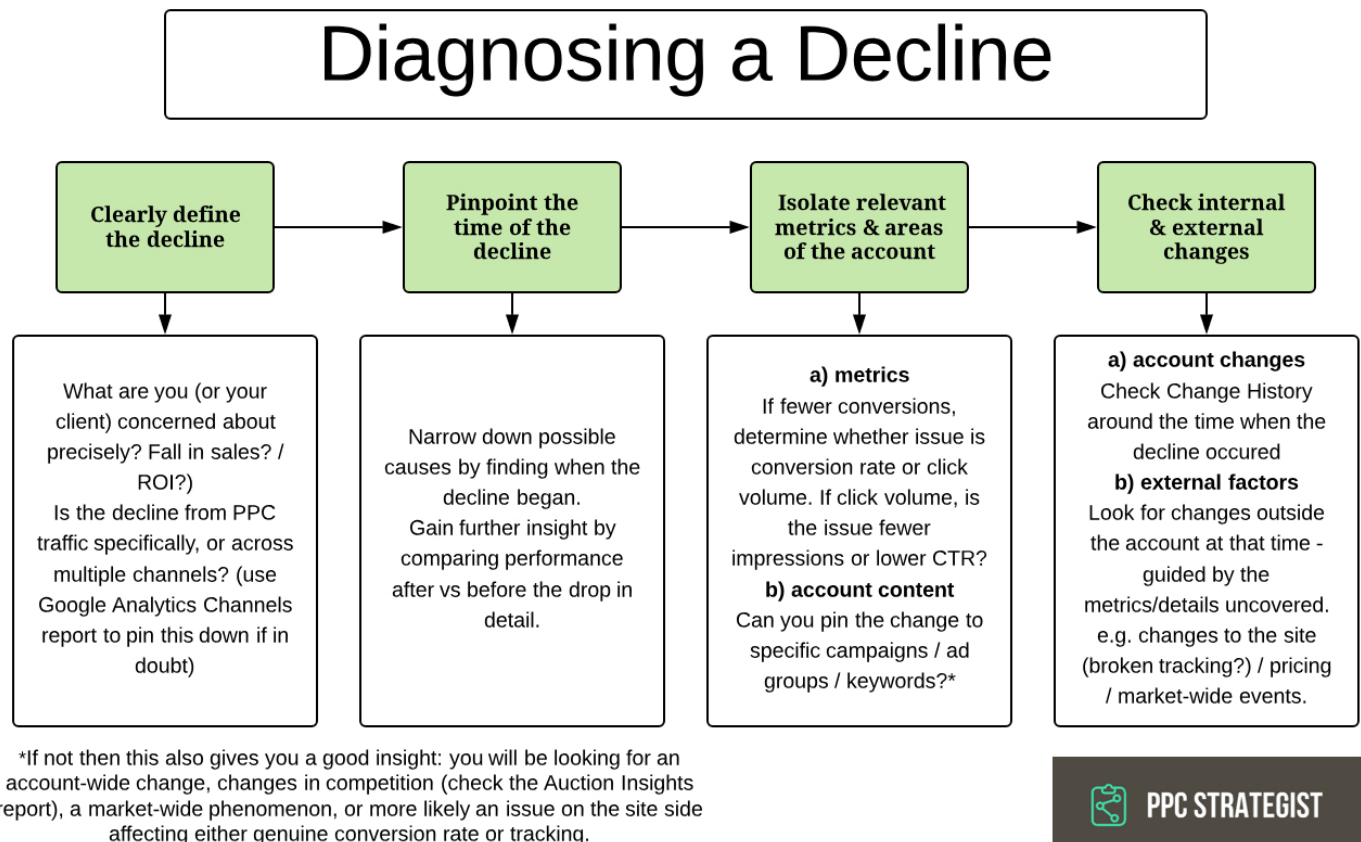 Diagnosing a Decline
Clearly define
the decline
Pinpoint the
time of the
decline
Isolate relevant
metrics & areas
of the account
Check internal
& external
changes
What are you (or your
client) concerned about
precisely? Fall in sales? /
ROI?)
Is the decline from PPC
traffic specifically, or across
multiple channels? (use
Google Analytics Channels
report to pin this down if in
doubt)
Narrow down possible
causes by finding when the
decline began.
Gain further insight by
comparing performance
after vs before the drop in
detail.
a) metrics
If fewer conversions,
determine whether issue is
conversion rate or click
volume. If click volume, is
the issue fewer
impressions or lower CTR?
b) account content
Can you pin the change to
specific campaigns / ad
groups / keywords?*
a) account changes
Check Change History
around the time when the
decline occured
b) external factors
Look for changes outside
the account at that time -
guided by the
metrics/details uncovered.
e.g. changes to the site
(broken tracking?) / pricing
/ market-wide events.
*If not then this also gives you a good insight: you will be looking for an
account-wide change, changes in competition (check the Auction Insights
report), a market-wide phenomenon, or more likely an issue on the site side
affecting either genuine conversion rate or tracking.
PPC STRATEGIST